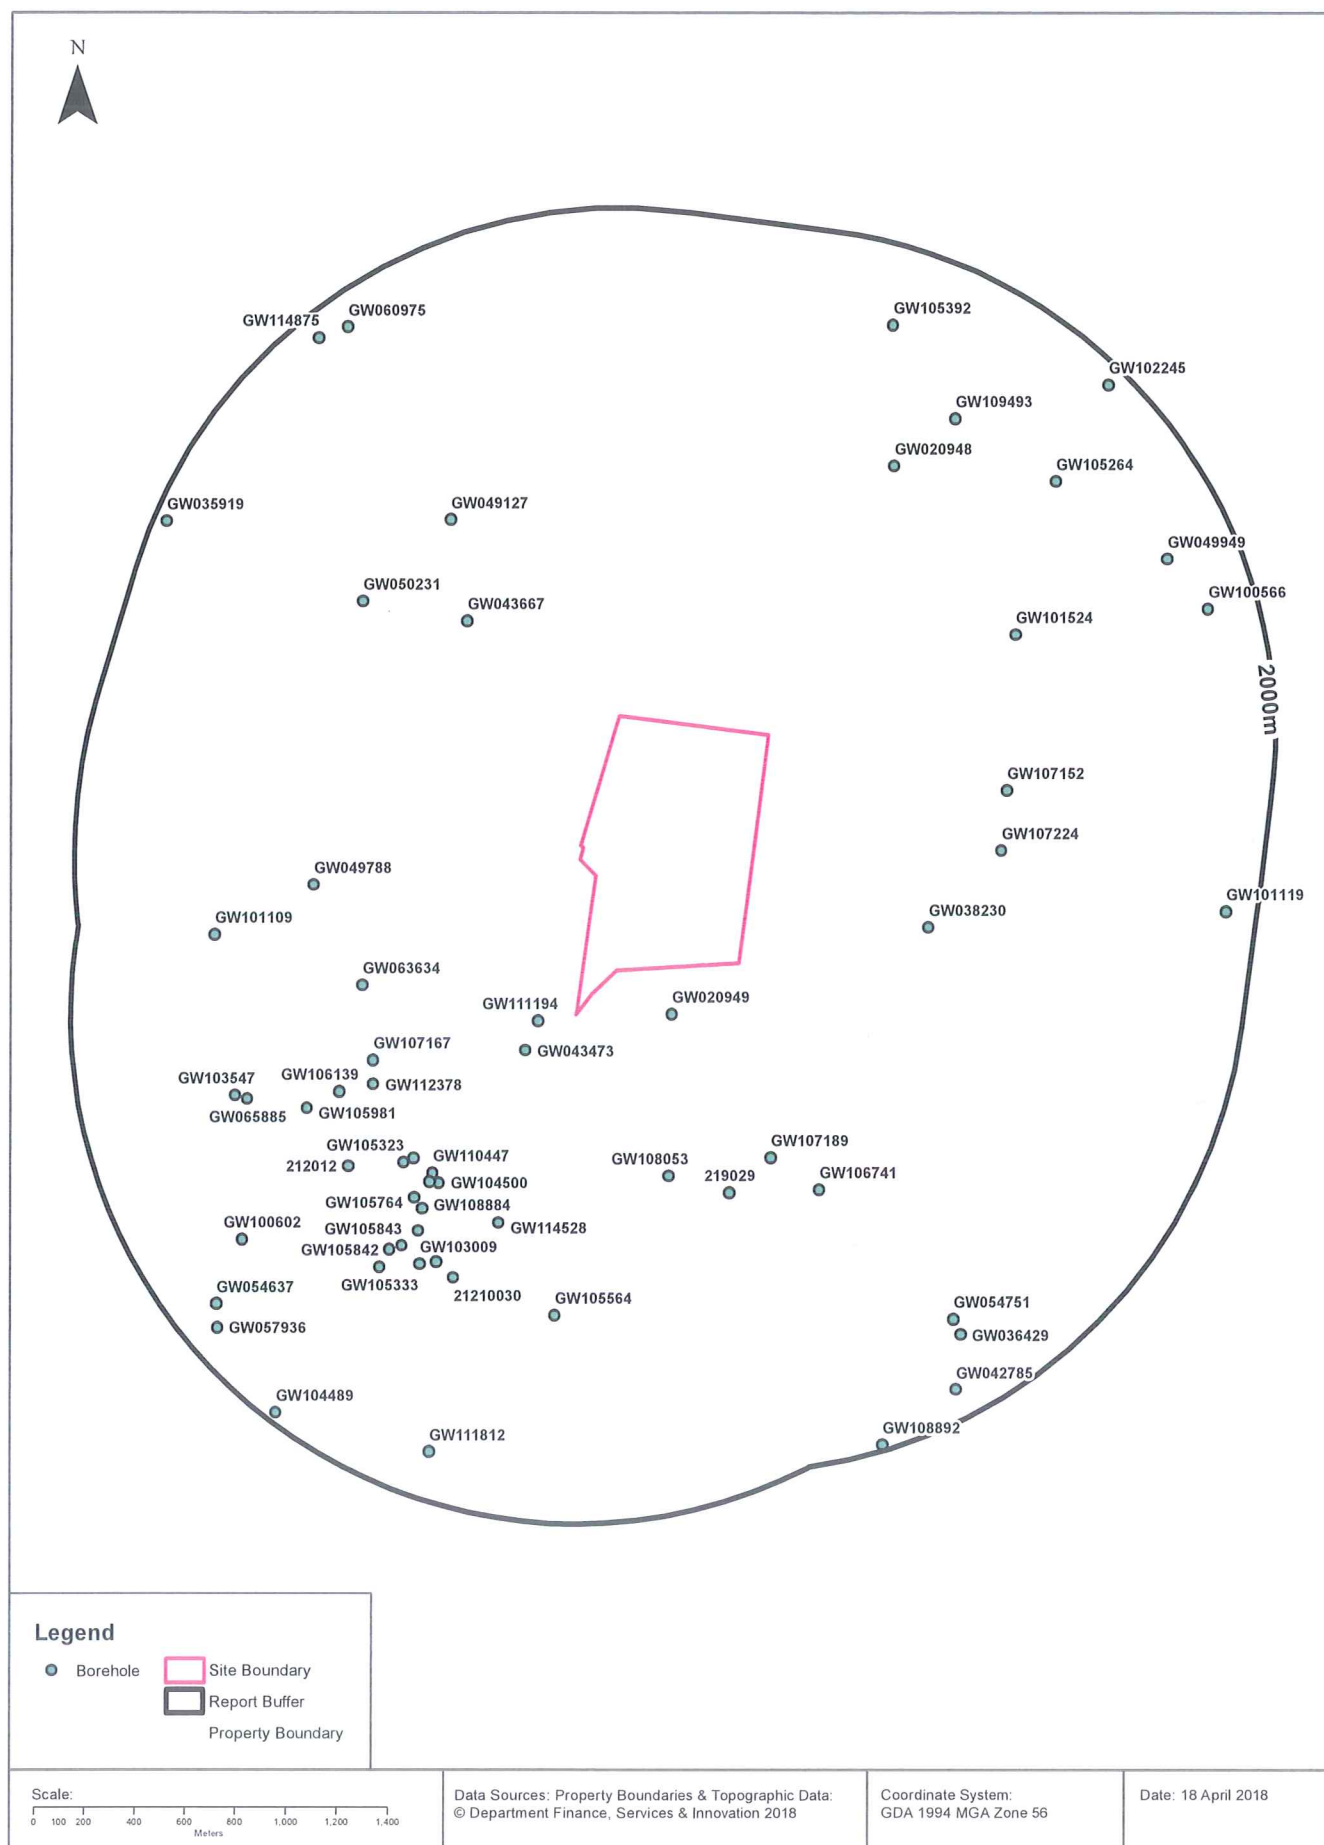 N
GW060975
GW114875
GW105392
GW102245
GW109493
GW020948
GW105264
GW035919
GW049127
GW049949
GW050231
GW043667
GW100566
GW101524
2000m
GW107152
GW107224
GW049788
GW101109
GW101119
GW038230
GW063634
GW111194
GW020949
GW043473
GW107167
GW103547
GW106139
GW112378
GW065885
GW105981
GW105323
GW110447
212012
GW104500
GW108053
GW107189
219029
GW106741
GW105764
GW108884
GW100602
GW105843
GW114528
GW105842
GW103009
GW105333
21210030
GW054637
GW057936
GW105564
GW054751
GW036429
GW042785
GW104489
GW111812
GW108892
Legend
Borehole
Site Boundary
Report Buffer
Property Boundary
Scale:
0 100 200 400 600 800 1,000 1,200 1,400
Meters
Data Sources: Property Boundaries & Topographic Data:
© Department Finance, Services & Innovation 2018
Coordinate System:
GDA 1994 MGA Zone 56
Date: 18 April 2018